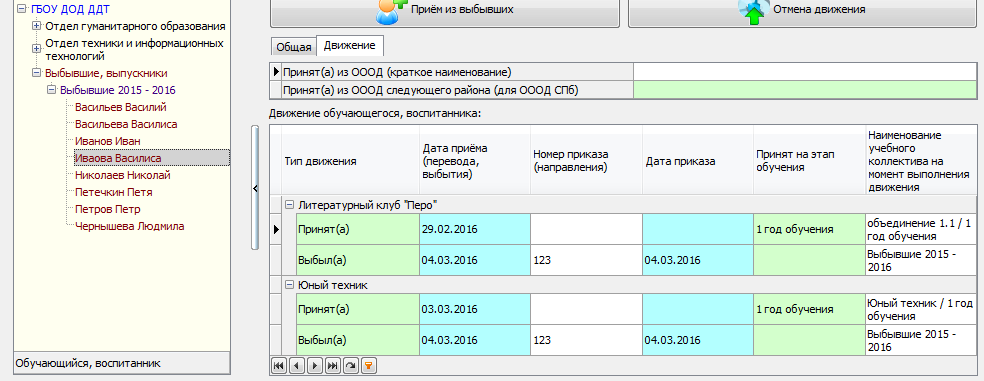 ГБОУ ДОД ДДТ
Отдел гуманитарного образования
Отдел техники и информационных
технологий
Выбывшие, выпускники
Выбывшие 2015 - 2016
Васильев Василий
Васильева Василиса
Иванов Иван
Иваова Василиса
Николаев Николай
Петечкин Петя
Петров Петр
Чернышева Людмила
Обучающийся, воспитанник
Приём из выбывших
Отмена движения
Общая
Движение
Принят(а) из ОООД (краткое наименование)
Принят(а) из ОООД следующего района (для ОООД СПб)
Движение обучающегося, воспитанника:
Тип движения
Дата приёма
(перевода,
выбытия)
Номер приказа
(направления)
Дата приказа
Принят на этап
обучения
Наименование
учебного
коллектива на
момент выполнения
движения
Литературный клуб "Перо"
Принят(а)
29.02.2016
1 год обучения
объединение 1.1 / 1
год обучения
Выбыл(а)
04.03.2016
123
04.03.2016
Выбывшие 2015 -
2016
Юный техник
Принят(а)
03.03.2016
1 год обучения
Юный техник / 1 год
обучения
Выбыл(а)
04.03.2016
123
04.03.2016
Выбывшие 2015 -
2016